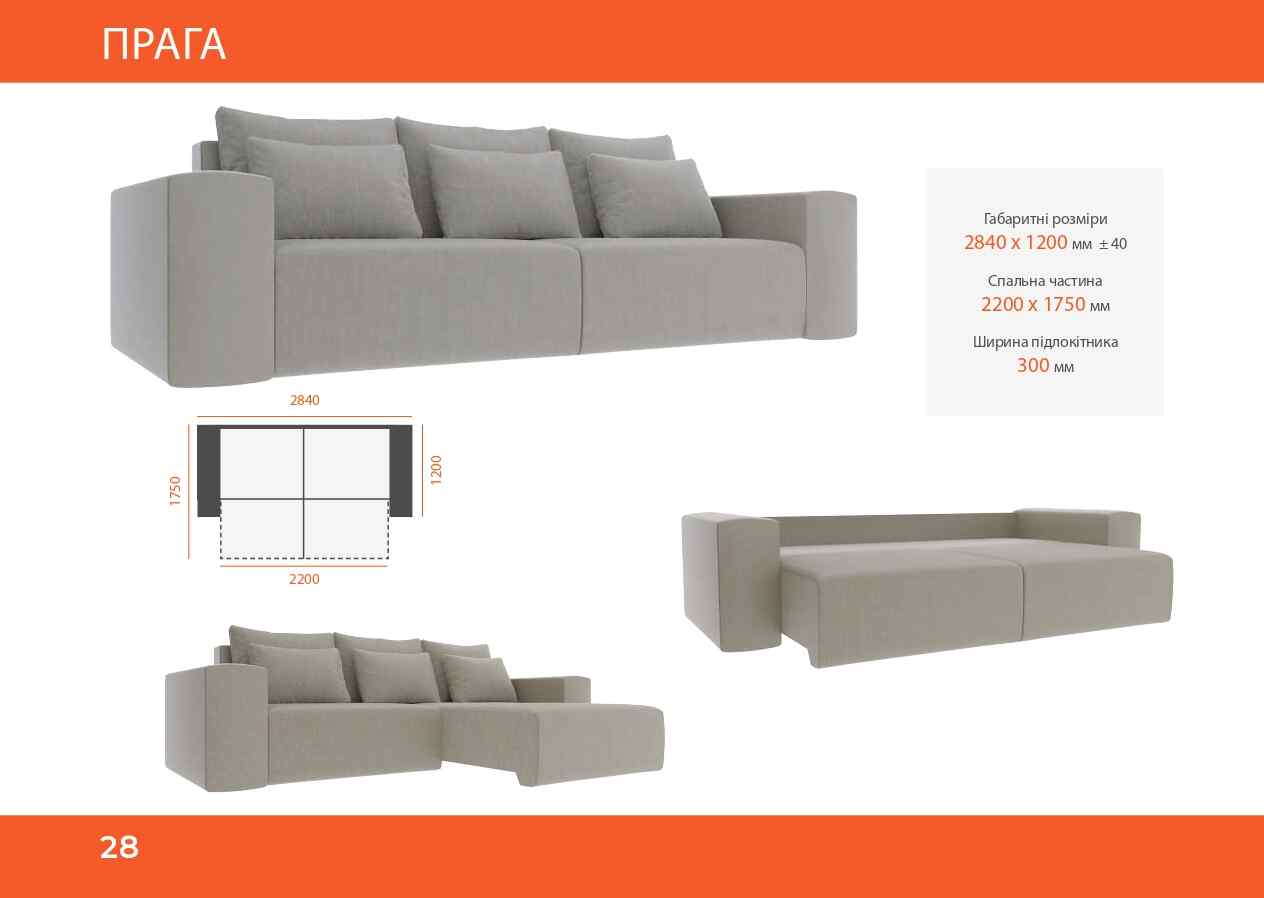 ПРАГА
Габаритні розміри
2840 x 1200 мм ±40
Спальна частина
2200 x 1750 мм
Ширина підлокітника
300 мм
2840
1750
1200
2200
28